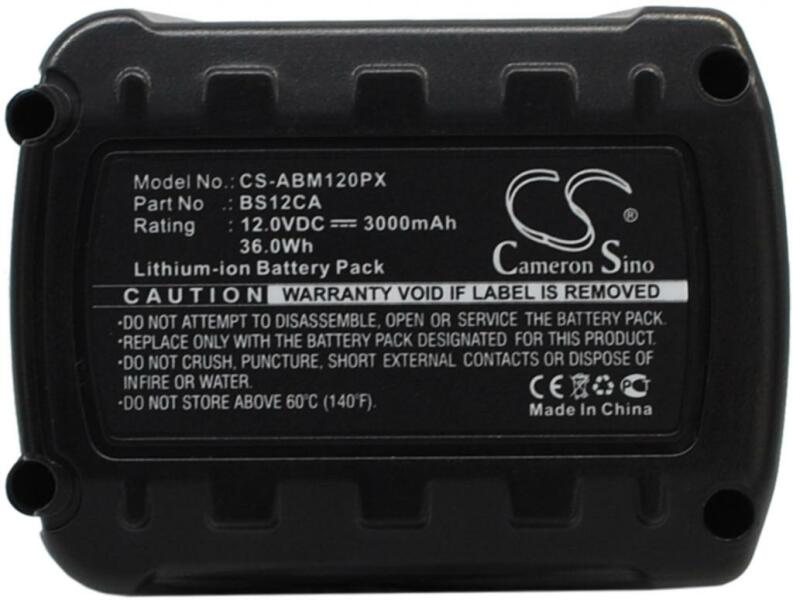 Model No.: CS-ABM120PX
Part No .: BS12CA
Rating : 12.0VDC 3000mAh
36.0Wh
Lithium-ion Battery Pack
CS ®
Cameron Sino
CAUTION WARRANTY VOID IF LABEL IS REMOVED
•DO NOT ATTEMPT TO DISASSEMBLE, OPEN OR SERVICE THE BATTERY PACK.
•REPLACE ONLY WITH THE BATTERY PACK DESIGNATED FOR THIS PRODUCT.
•DO NOT CRUSH, PUNCTURE, SHORT EXTERNAL CONTACTS OR DISPOSE OF
INFIRE OR WATER.
•DO NOT STORE ABOVE 60°C (140°F).
CE
Made In China